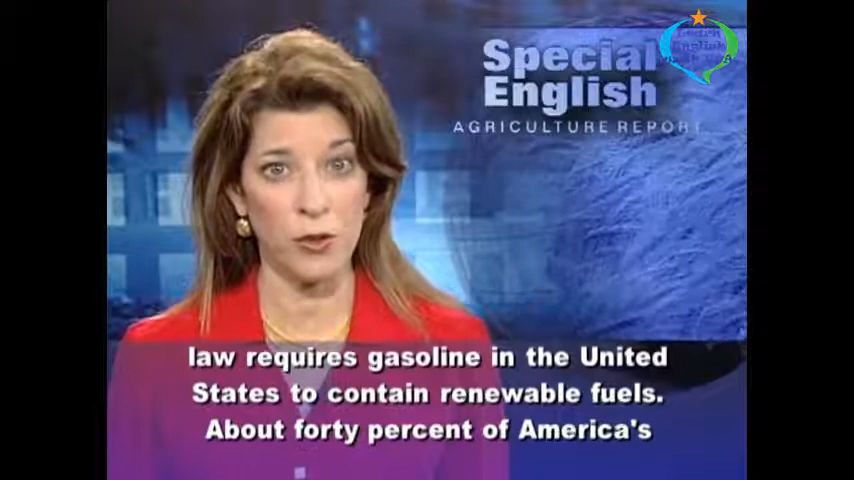 Special
English
AGRICULTURE REPORT
law requires gasoline in the United
States to contain renewable fuels.
About forty percent of America's